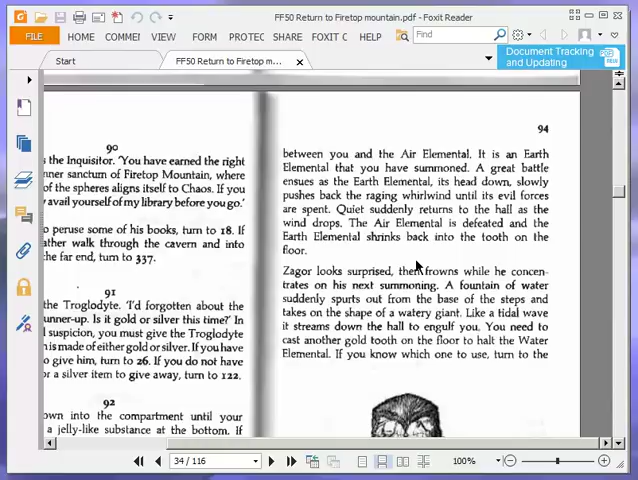 FF50 Return to Firetop mountain.pdf - Foxit Reader
FILE HOME COMMEI VIEW FORM PROTEC SHARE FOXIT C HELP Find
Start FF50 Return to Firetop m... Document Tracking
and Updating
90
s the Inquisitor. 'You have earned the right
nner sanctum of Firetop Mountain, where
of the spheres aligns itself to Chaos. If you
avail yourself of my library before you go.'
o peruse some of his books, turn to 18. If
ather walk through the cavern and into
the far end, turn to 337.
91
the Troglodyte. 'I'd forgotten about the
unner-up. Is it gold or silver this time?' In
l suspicion, you must give the Troglodyte
n is made of either gold or silver. If you have
o give him, turn to 26. If you do not have
or a silver item to give away, turn to 122.
92
own into the compartment until your
a jelly-like substance at the bottom. If
94
between you and the Air Elemental. It is an Earth
Elemental that you have summoned. A great battle
ensues as the Earth Elemental, its head down, slowly
pushes back the raging whirlwind until its evil forces
are spent. Quiet suddenly returns to the hall as the
wind drops. The Air Elemental is defeated and the
Earth Elemental shrinks back into the tooth on the
floor.
Zagor looks surprised, then frowns while he concen-
trates on his next summoning. A fountain of water
suddenly spurts out from the base of the steps and
takes on the shape of a watery giant. Like a tidal wave
it streams down the hall to engulf you. You need to
cast another gold tooth on the floor to halt the Water
Elemental. If you know which one to use, turn to the
34 / 116 100%